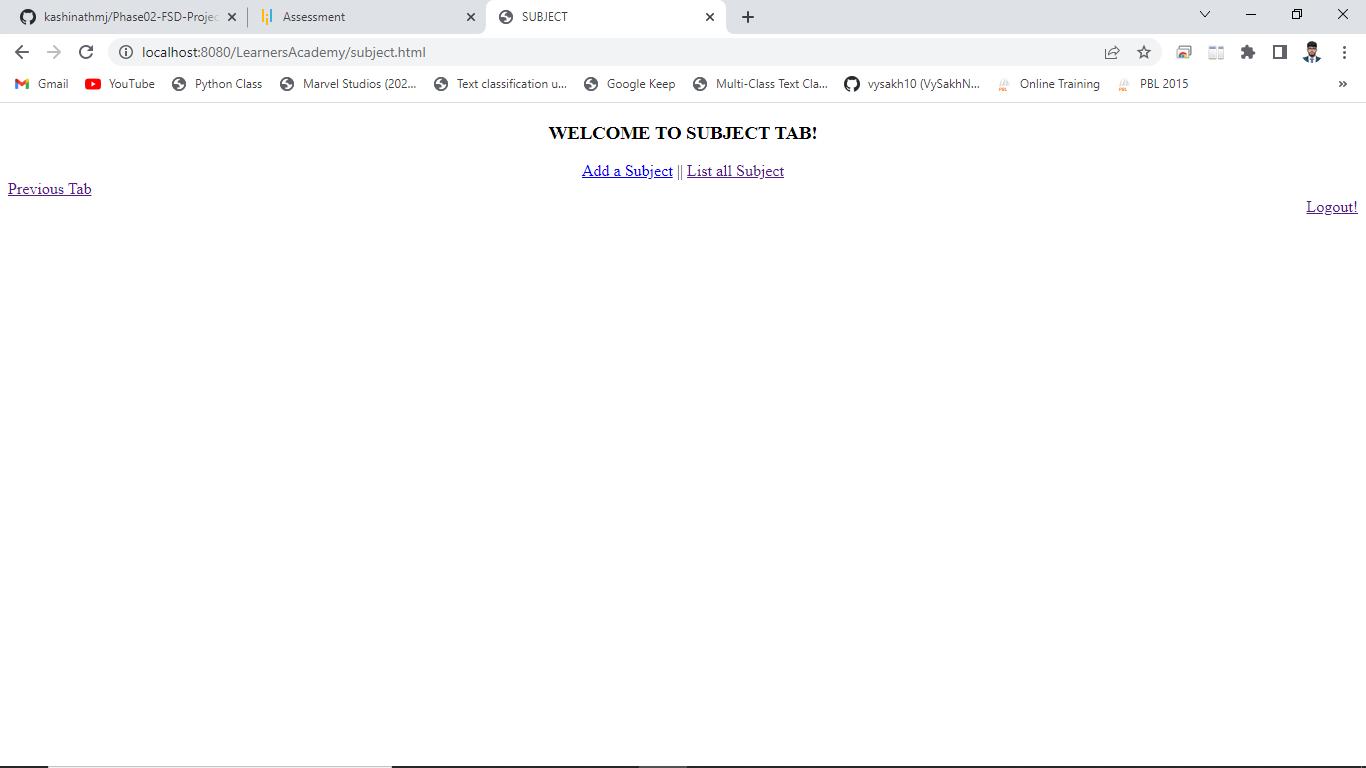 kashinathmj/Phase02-FSD-Projec
Assessment
SUBJECT
localhost:8080/LearnersAcademy/subject.html
Gmail YouTube Python Class Marvel Studios (202... Text classification u... Google Keep Multi-Class Text Cla... vysakh10 (VySakhN... Online Training PBL 2015 »
WELCOME TO SUBJECT TAB!
Add a Subject || List all Subject
Previous Tab
Logout!